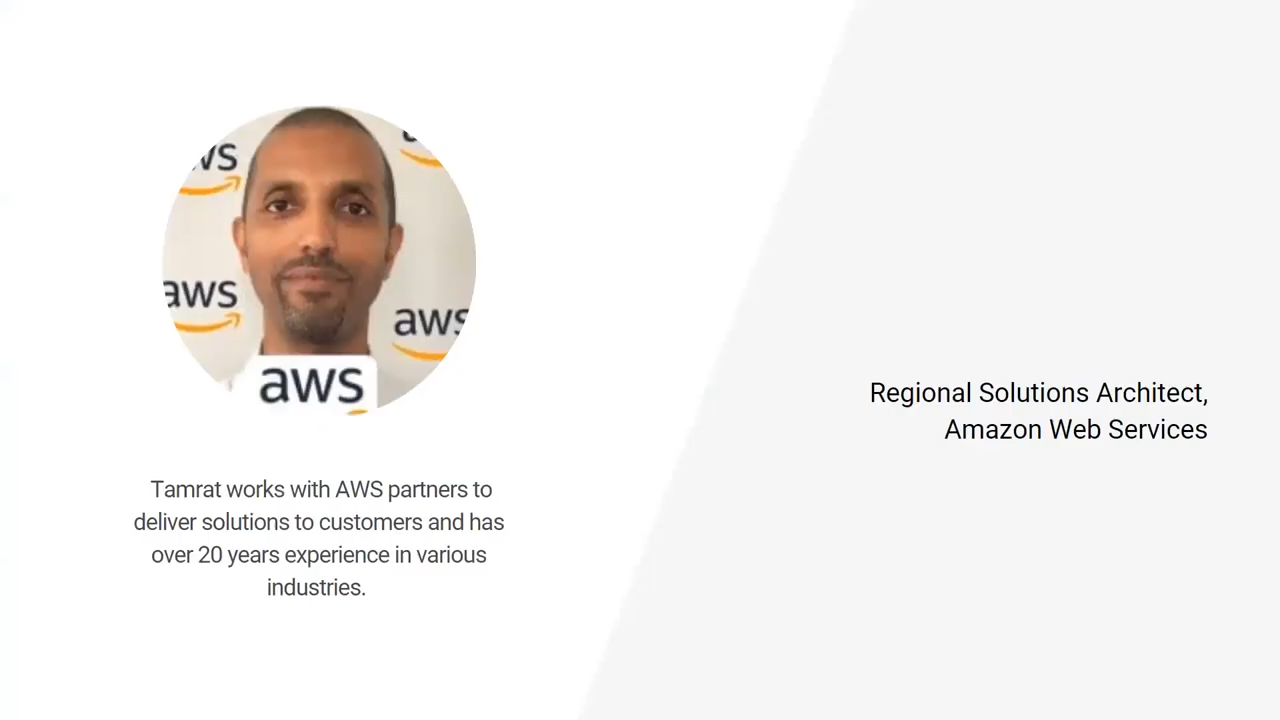 aws
aws
aws
aws
Tamrat works with AWS partners to
deliver solutions to customers and has
over 20 years experience in various
industries.
Regional Solutions Architect,
Amazon Web Services